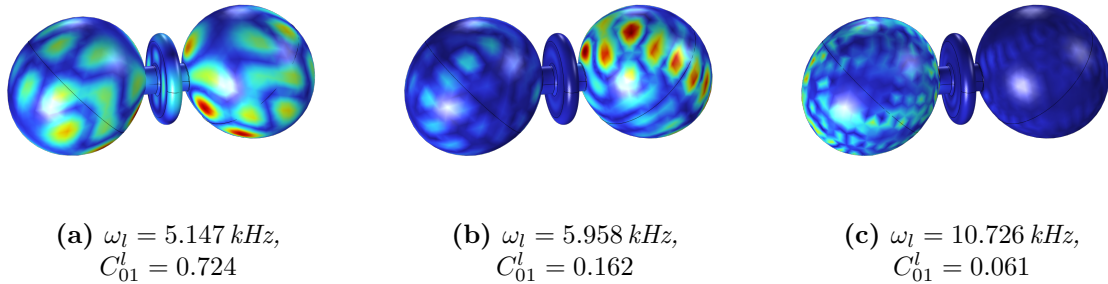 (a) ω_l = 5.147 kHz,
C^l_01 = 0.724
(b) ω_l = 5.958 kHz,
C^l_01 = 0.162
(c) ω_l = 10.726 kHz,
C^l_01 = 0.061